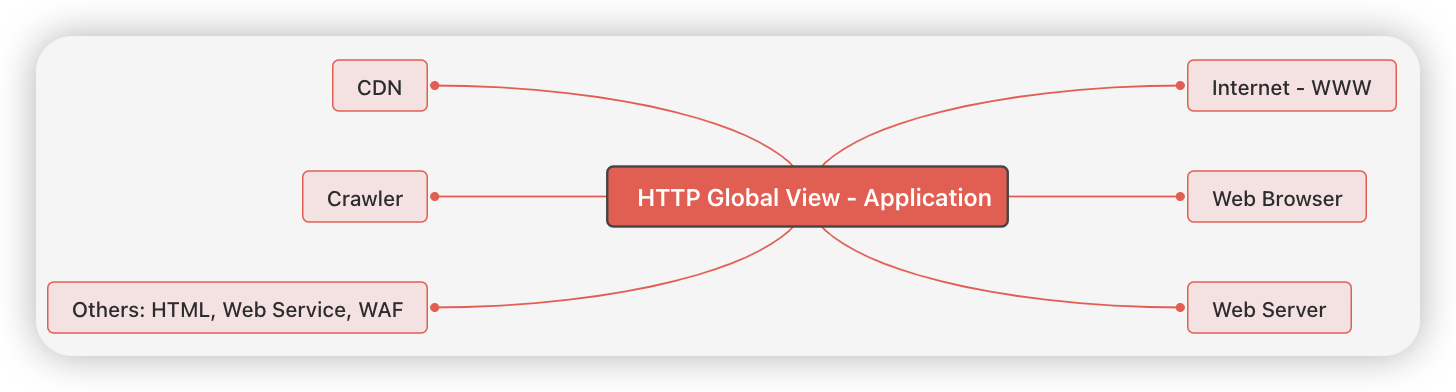 CDN
Internet - WWW
Crawler
HTTP Global View - Application
Web Browser
Others: HTML, Web Service, WAF
Web Server